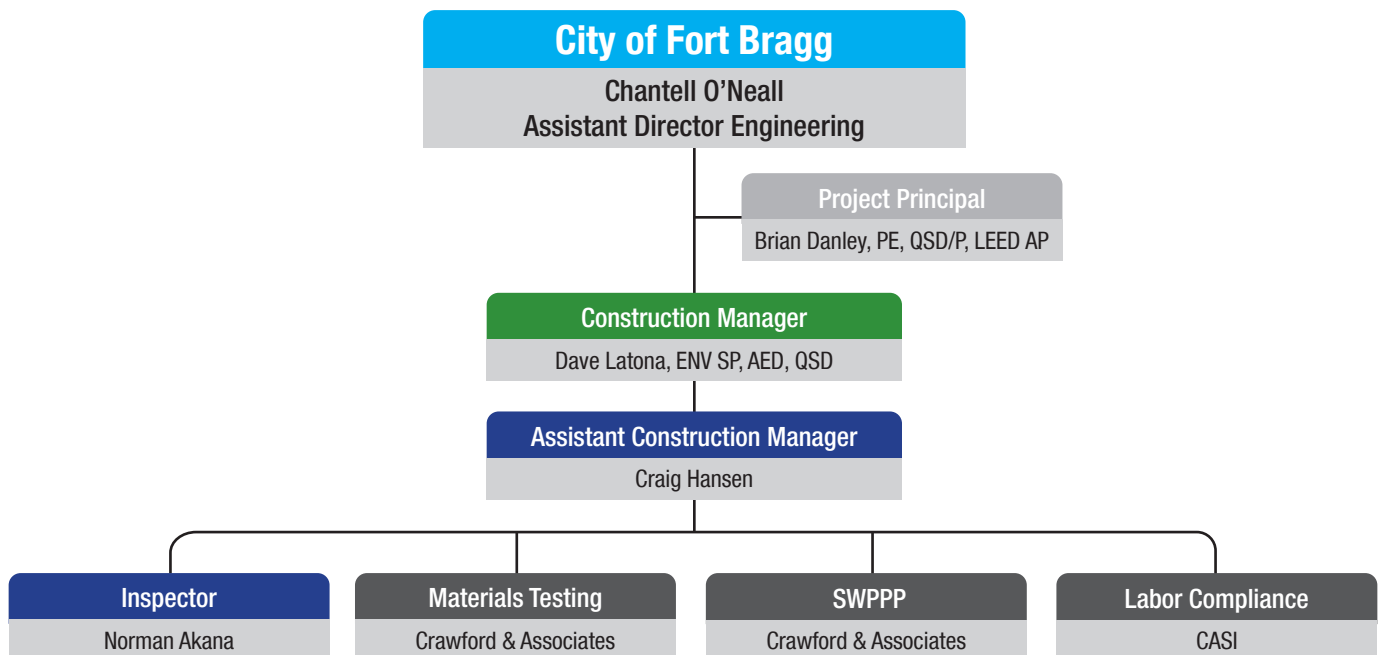 City of Fort Bragg
Chantell O’Neall
Assistant Director Engineering
Project Principal
Brian Danley, PE, QSD/P, LEED AP
Construction Manager
Dave Latona, ENV SP, AED, QSD
Assistant Construction Manager
Craig Hansen
Inspector
Norman Akana
Materials Testing
Crawford & Associates
SWPPP
Crawford & Associates
Labor Compliance
CASI